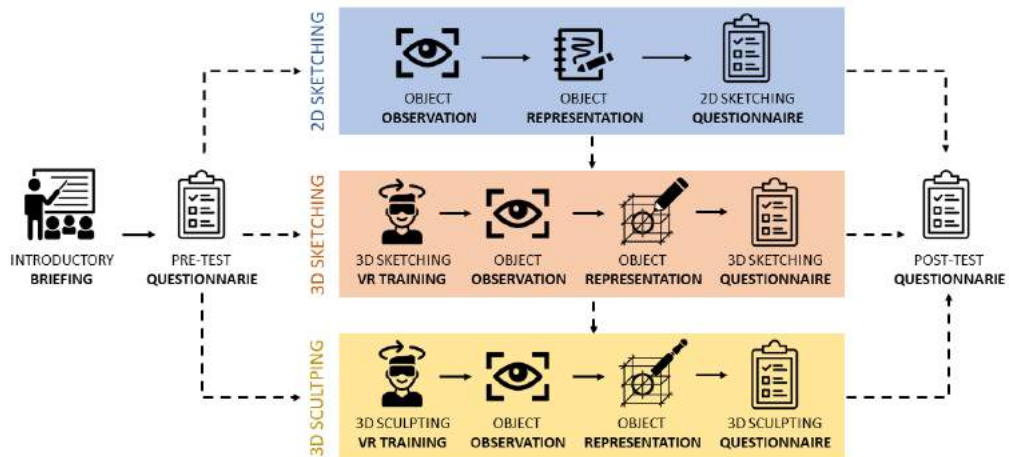 2D SKETCHING
OBJECT
OBSERVATION
OBJECT
REPRESENTATION
2D SKETCHING
QUESTIONNAIRE
INTRODUCTORY
BRIEFING
PRE-TEST
QUESTIONNARIE
3D SKETCHING
3D SKETCHING
VR TRAINING
OBJECT
OBSERVATION
OBJECT
REPRESENTATION
3D SKETCHING
QUESTIONNAIRE
POST-TEST
QUESTIONNARIE
3D SCULTPING
3D SCULPTING
VR TRAINING
OBJECT
OBSERVATION
OBJECT
REPRESENTATION
3D SCULPTING
QUESTIONNAIRE